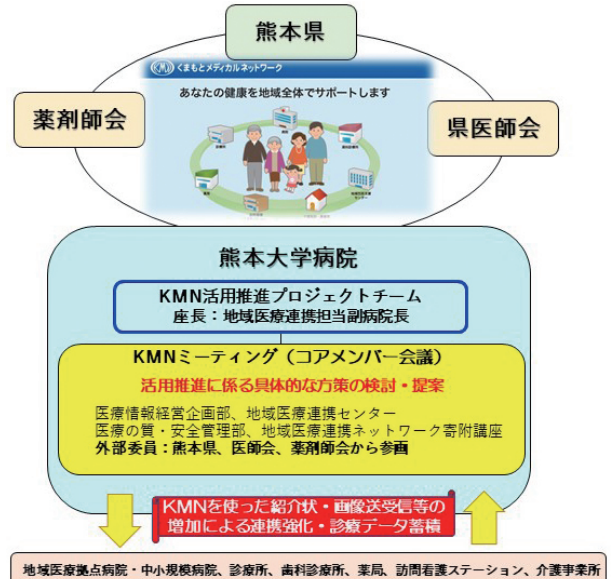 熊本県
KMN くまもとメディカルネットワーク
あなたの健康を地域全体でサポートします
薬剤師会
県医師会
熊本大学病院
KMN活用推進プロジェクトチーム
座長：地域医療連携担当副病院長
KMNミーティング（コアメンバー会議）
活用推進に係る具体的な方策の検討・提案
医療情報経営企画部、地域医療連携センター
医療の質・安全管理部、地域医療連携ネットワーク寄附講座
外部委員：熊本県、医師会、薬剤師会から参画
KMNを使った紹介状・画像送受信等の
増加による連携強化・診療データ蓄積
地域医療拠点病院・中小規模病院、診療所、歯科診療所、薬局、訪問看護ステーション、介護事業所